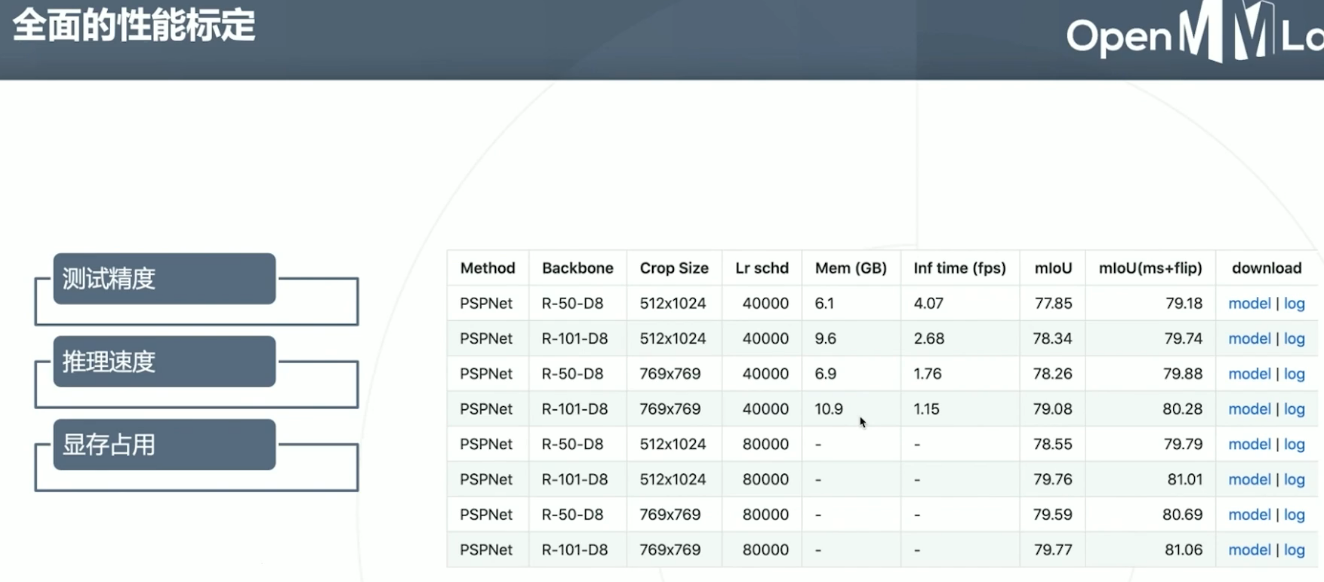 全面的性能标定
OpenMMLa
测试精度
推理速度
显存占用
Method Backbone Crop Size Lr schd Mem (GB) Inf time (fps) mIoU mIoU(ms+flip) download
PSPNet R-50-D8 512x1024 40000 6.1 4.07 77.85 79.18 model | log
PSPNet R-101-D8 512x1024 40000 9.6 2.68 78.34 79.74 model | log
PSPNet R-50-D8 769x769 40000 6.9 1.76 78.26 79.88 model | log
PSPNet R-101-D8 769x769 40000 10.9 1.15 79.08 80.28 model | log
PSPNet R-50-D8 512x1024 80000 - - 78.55 79.79 model | log
PSPNet R-101-D8 512x1024 80000 - - 79.76 81.01 model | log
PSPNet R-50-D8 769x769 80000 - - 79.59 80.69 model | log
PSPNet R-101-D8 769x769 80000 - - 79.77 81.06 model | log